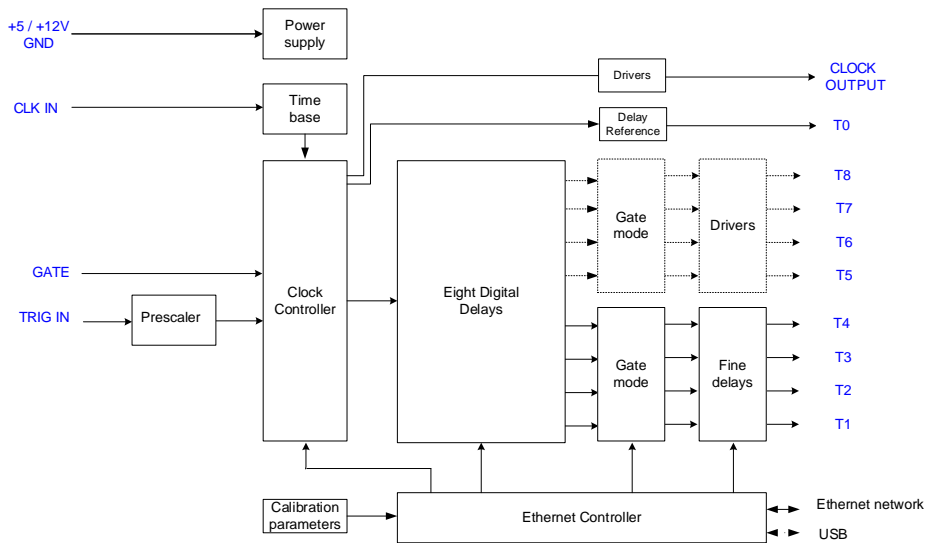 +5 / +12V
GND
Power
supply
Drivers
CLOCK
OUTPUT
CLK IN
Time
base
Delay
Reference
T0
T8
T7
T6
T5
Gate
mode
Drivers
GATE
TRIG IN
Prescaler
Clock
Controller
Eight Digital
Delays
T4
T3
T2
T1
Gate
mode
Fine
delays
Calibration
parameters
Ethernet Controller
Ethernet network
USB